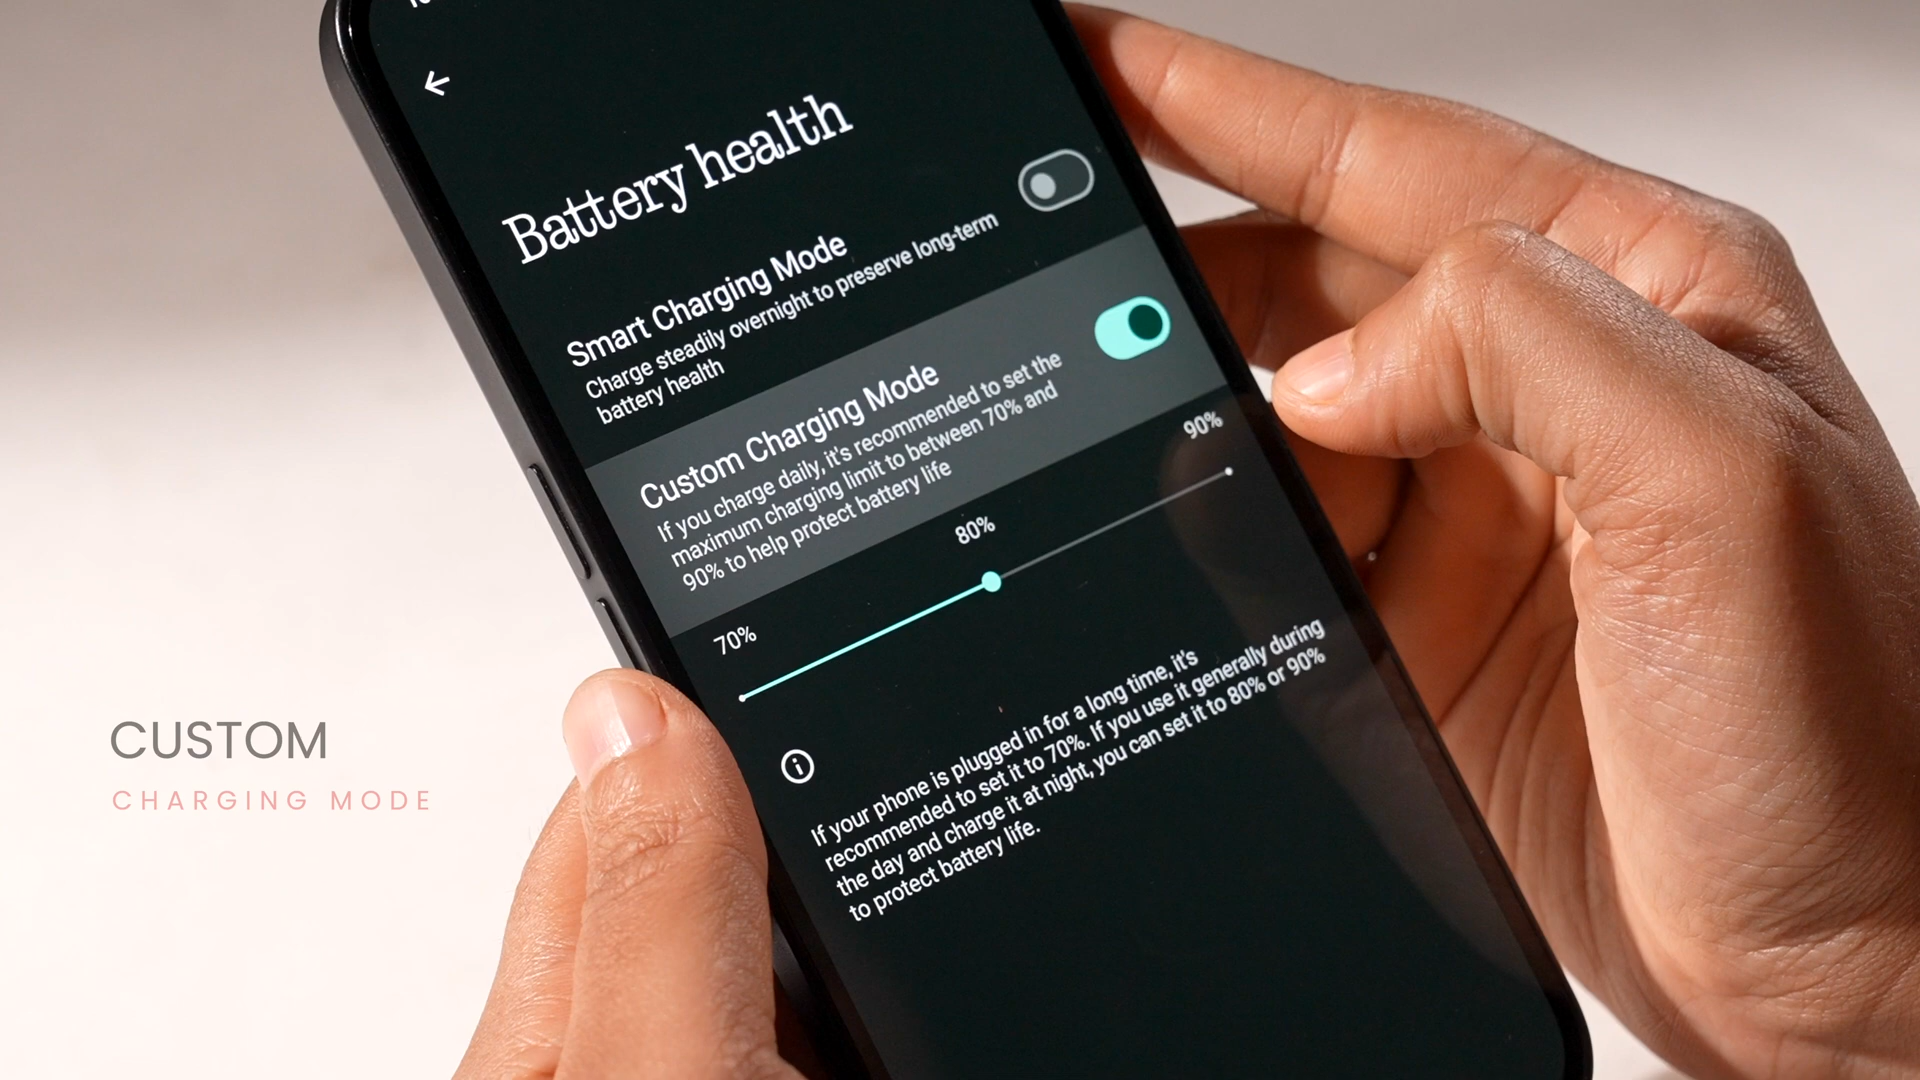 Battery health
Smart Charging Mode
Charge steadily overnight to preserve long-term
battery health
Custom Charging Mode
If you charge daily, it's recommended to set the
maximum charging limit to between 70% and
90% to help protect battery life
90%
80%
70%
If your phone is plugged in for a long time, it's
recommended to set it to 70%. If you use it generally during
the day and charge it at night, you can set it to 80% or 90%
to protect battery life.
CUSTOM
CHARGING MODE